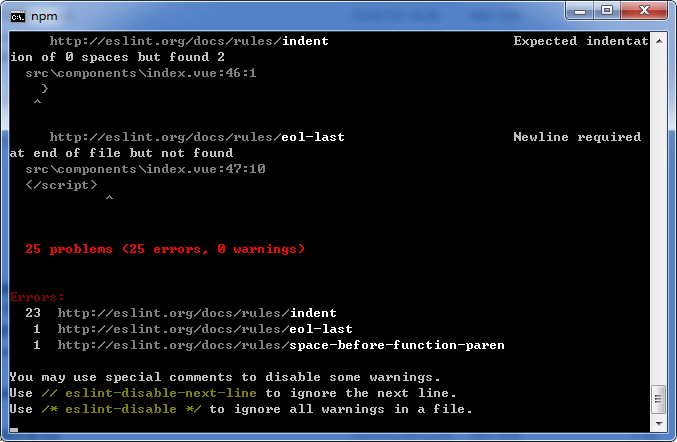 npm
http://eslint.org/docs/rules/indent Expected indentat
ion of 0 spaces but found 2
src\components\index.vue:46:1
}
^
http://eslint.org/docs/rules/eol-last Newline required
at end of file but not found
src\components\index.vue:47:10
</script>
^
25 problems (25 errors, 0 warnings)
Errors:
23 http://eslint.org/docs/rules/indent
1 http://eslint.org/docs/rules/eol-last
1 http://eslint.org/docs/rules/space-before-function-paren
You may use special comments to disable some warnings.
Use // eslint-disable-next-line to ignore the next line.
Use /* eslint-disable */ to ignore all warnings in a file.